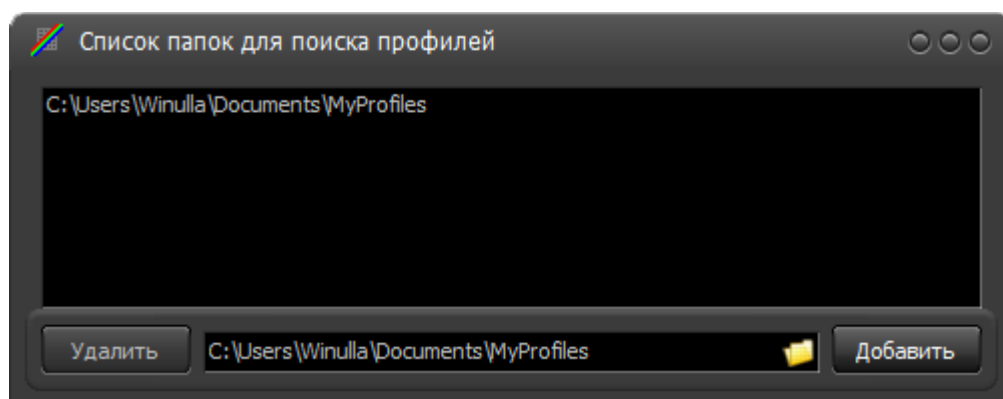 Список папок для поиска профилей
C:\Users\Winulla\Documents\MyProfiles
Удалить
C:\Users\Winulla\Documents\MyProfiles
Добавить